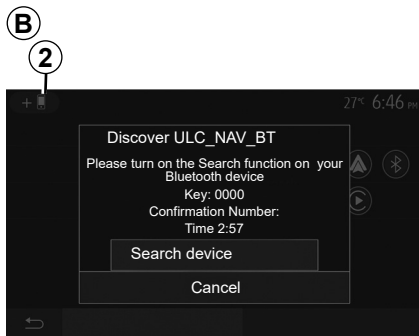 B
2
27°C 6:46 PM
Discover ULC_NAV_BT
Please turn on the Search function on your
Bluetooth device
Key: 0000
Confirmation Number:
Time 2:57
Search device
Cancel